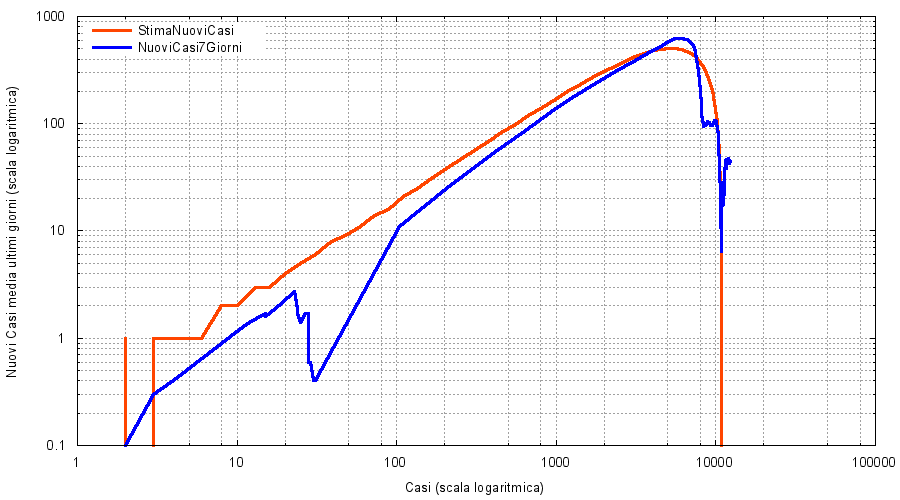 1000
StimaNuoviCasi
NuoviCasi7Giorni
100
10
1
0.1
Nuovi Casi media ultimi giorni (scala logaritmica)
1 10 100 1000 10000 100000
Casi (scala logaritmica)